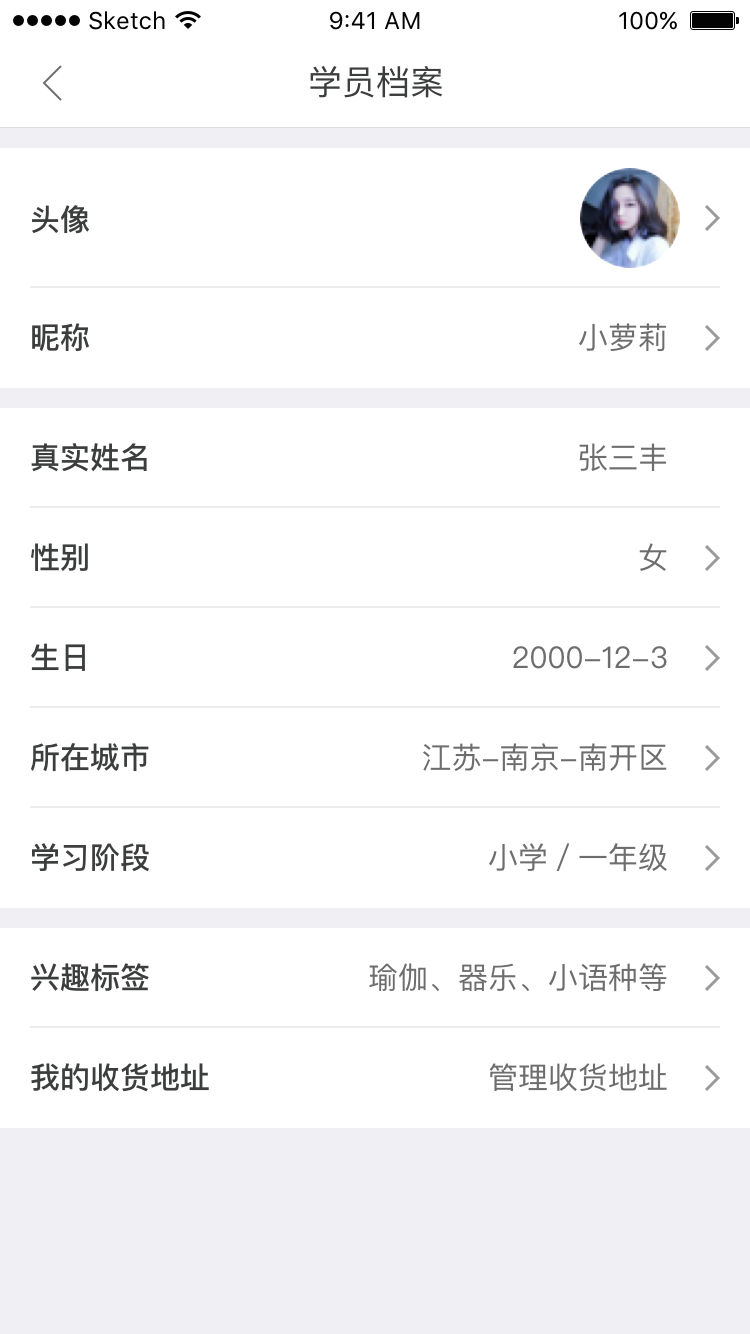 Sketch 9:41 AM 100%
学员档案
头像
昵称 小萝莉
真实姓名 张三丰
性别 女
生日 2000-12-3
所在城市 江苏-南京-南开区
学习阶段 小学 / 一年级
兴趣标签 瑜伽、器乐、小语种等
我的收货地址 管理收货地址